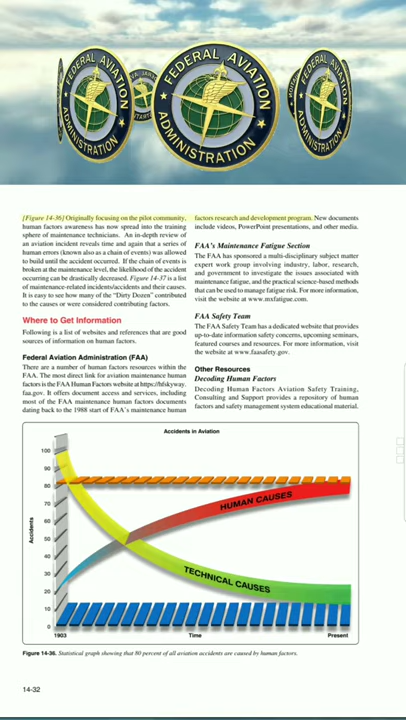 FEDERAL AVIATION
ADMINISTRATION
FEDERAL AVIATION
ADMINISTRATION
FEDERAL AVIATION
ADMINISTRATION
[Figure 14-36] Originally focusing on the pilot community,
human factors awareness has now spread into the training
sphere of maintenance technicians. An in-depth review of
an aviation incident reveals time and again that a series of
human errors (known also as a chain of events) was allowed
to build until the accident occurred. If the chain of events is
broken at the maintenance level, the likelihood of the accident
occurring can be drastically decreased. Figure 14-37 is a list
of maintenance-related incidents/accidents and their causes.
It is easy to see how many of the “Dirty Dozen” contributed
to the causes or were considered contributing factors.
Where to Get Information
Following is a list of websites and references that are good
sources of information on human factors.
Federal Aviation Administration (FAA)
There are a number of human factors resources within the
FAA. The most direct link for aviation maintenance human
factors is the FAA Human Factors website at https://hfskyway.
faa.gov. It offers document access and services, including
most of the FAA maintenance human factors documents
dating back to the 1988 start of FAA’s maintenance human
factors research and development program. New documents
include videos, PowerPoint presentations, and other media.
FAA’s Maintenance Fatigue Section
The FAA has sponsored a multi-disciplinary subject matter
expert work group involving industry, labor, research,
and government to investigate the issues associated with
maintenance fatigue, and the practical science-based methods
that can be used to manage fatigue risk. For more information,
visit the website at www.mxfatigue.com.
FAA Safety Team
The FAA Safety Team has a dedicated website that provides
up-to-date information safety concerns, upcoming seminars,
featured courses and resources. For more information, visit
the website at www.faasafety.gov.
Other Resources
Decoding Human Factors
Decoding Human Factors Aviation Safety Training,
Consulting and Support provides a repository of human
factors and safety management system educational material.
Accidents in Aviation
Accidents
100
90
80
70
60
50
40
30
20
10
0
HUMAN CAUSES
TECHNICAL CAUSES
1903
Time
Present
Figure 14-36. Statistical graph showing that 80 percent of all aviation accidents are caused by human factors.
14-32